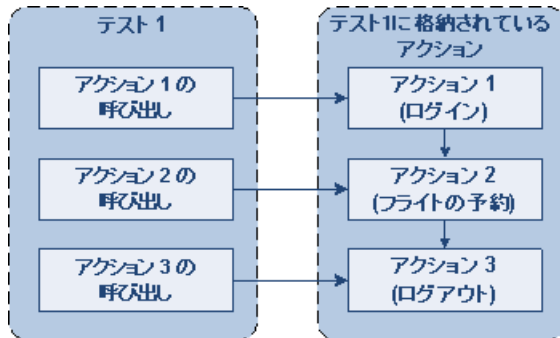 テスト 1
アクション 1 の
呼び出し
アクション 2 の
呼び出し
アクション 3 の
呼び出し
テスト1に格納されている
アクション
アクション 1
(ログイン)
アクション 2
(フライトの予約)
アクション 3
(ログアウト)